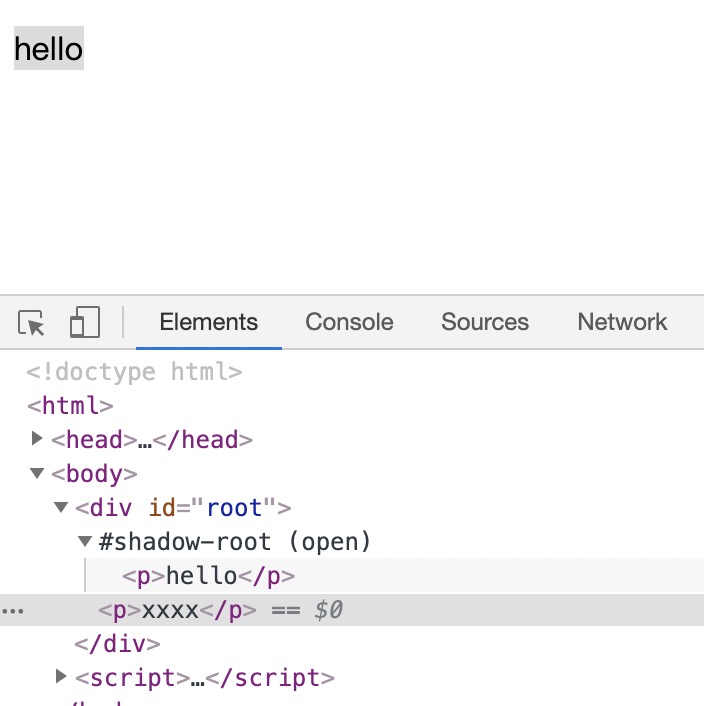 hello
Elements Console Sources Network
<!doctype html>
<html>
<head>…</head>
<body>
<div id="root">
#shadow-root (open)
<p>hello</p>
<p>xxxx</p> == $0
</div>
<script>…</script>